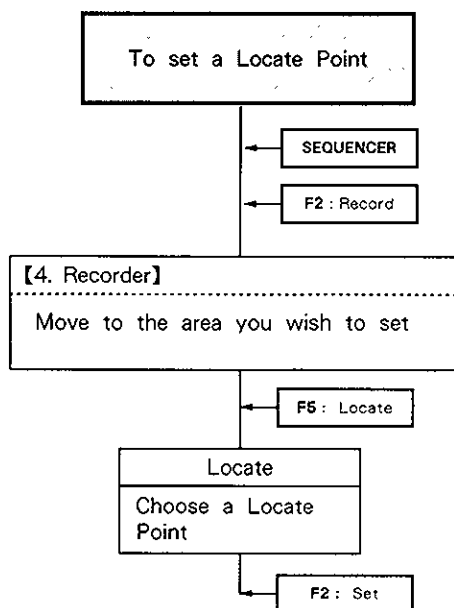 To set a Locate Point
SEQUENCER
F2 : Record
【4. Recorder】
Move to the area you wish to set
F5 : Locate
Locate
Choose a Locate
Point
F2 : Set